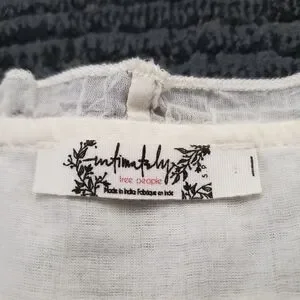 intimately
free people
Made in India Fabriqué en Inde
S P